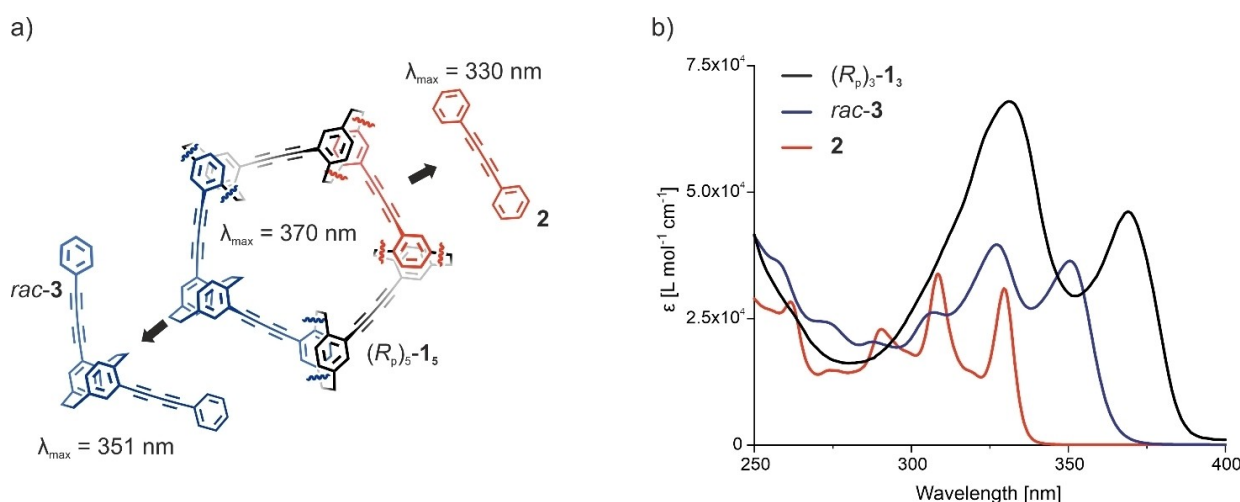 a)
λmax = 330 nm
2
λmax = 370 nm
rac-3
(Rp)5-15
λmax = 351 nm
b)
ε [L mol-1 cm-1]
7.5x10⁴
5.0x10⁴
2.5x10⁴
0
(Rp)3-13
rac-3
2
250
300
350
400
Wavelength [nm]